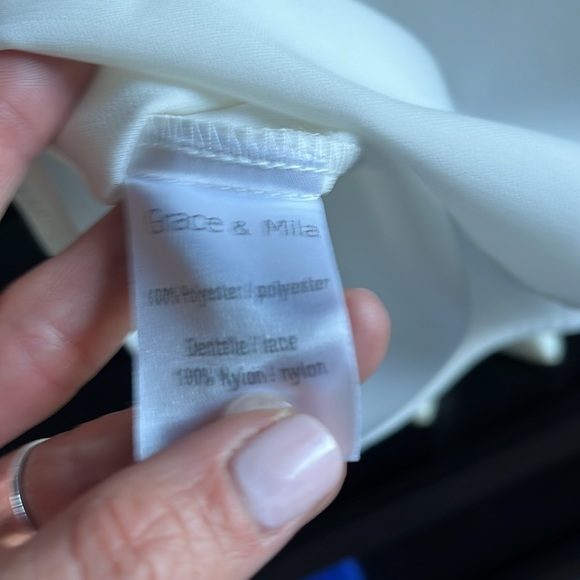 Grace & Mila
100% Polyester / polyester
Dentelle / lace
100% Nylon / nylon